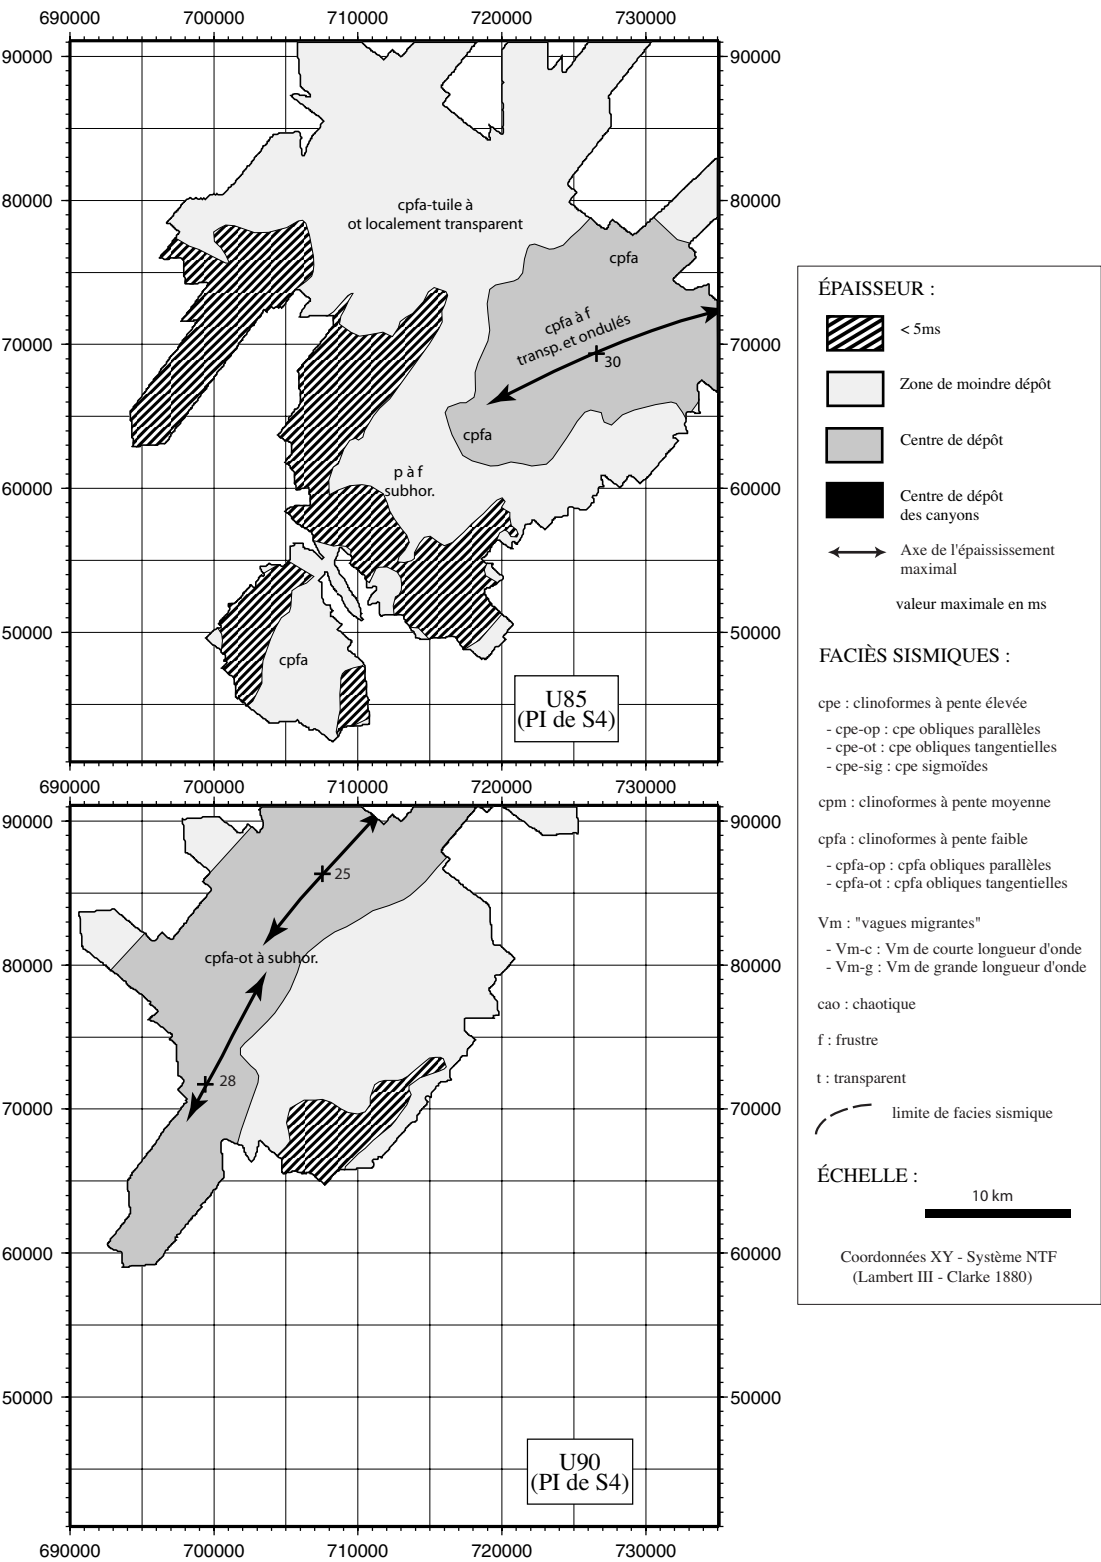 690000 700000 710000 720000 730000
90000 90000
80000 80000
70000 70000
60000 60000
50000 50000
cpfa-tuile à
ot localement transparent
cpfa
cpfa à f
transp. et ondulés
30
cpfa
p à f
subhor.
cpfa
U85
(PI de S4)
690000 700000 710000 720000 730000
90000 90000
80000 80000
70000 70000
60000 60000
50000 50000
25
cpfa-ot à subhor.
28
U90
(PI de S4)
690000 700000 710000 720000 730000
ÉPAISSEUR :
< 5ms
Zone de moindre dépôt
Centre de dépôt
Centre de dépôt
des canyons
Axe de l'épaississement
maximal
valeur maximale en ms
FACIÈS SISMIQUES :
cpe : clinoformes à pente élevée
- cpe-op : cpe obliques parallèles
- cpe-ot : cpe obliques tangentielles
- cpe-sig : cpe sigmoïdes
cpm : clinoformes à pente moyenne
cpfa : clinoformes à pente faible
- cpfa-op : cpfa obliques parallèles
- cpfa-ot : cpfa obliques tangentielles
Vm : "vagues migrantes"
- Vm-c : Vm de courte longueur d'onde
- Vm-g : Vm de grande longueur d'onde
cao : chaotique
f : frustre
t : transparent
limite de facies sismique
ÉCHELLE :
10 km
Coordonnées XY - Système NTF
(Lambert III - Clarke 1880)